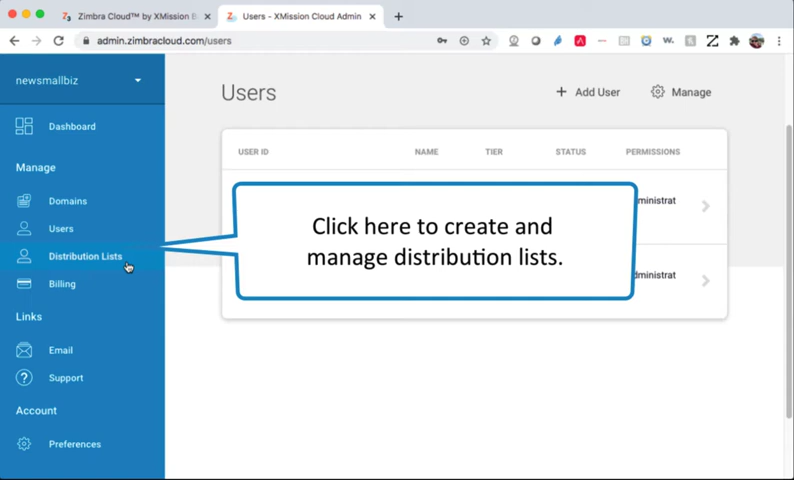 Zimbra Cloud™ by XMission B
Users - XMission Cloud Admin
admin.zimbracloud.com/users
newsmallbiz
Dashboard
Manage
Domains
Users
Distribution Lists
Billing
Links
Email
Support
Account
Preferences
Users
Add User
Manage
USER ID NAME TIER STATUS PERMISSIONS
ministrat
ministrat
Click here to create and
manage distribution lists.